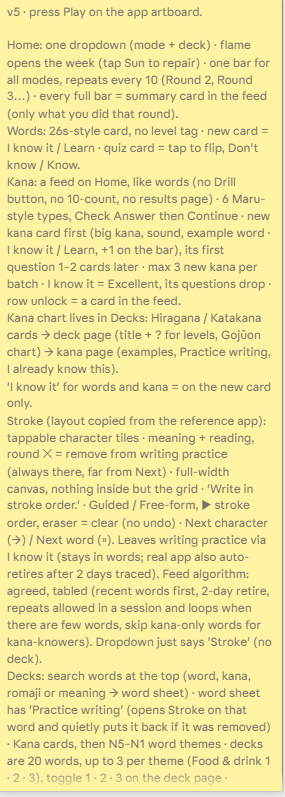 v5 · press Play on the app artboard.
Home: one dropdown (mode + deck) · flame
opens the week (tap Sun to repair) · one bar for
all modes, repeats every 10 (Round 2, Round
3…) · every full bar = summary card in the feed
(only what you did that round).
Words: 26s-style card, no level tag · new card =
I know it / Learn · quiz card = tap to flip, Don't
know / Know.
Kana: a feed on Home, like words (no Drill
button, no 10-count, no results page) · 6 Maru-
style types, Check Answer then Continue · new
kana card first (big kana, sound, example word ·
I know it / Learn, +1 on the bar), its first
question 1–2 cards later · max 3 new kana per
batch · I know it = Excellent, its questions drop ·
row unlock = a card in the feed.
Kana chart lives in Decks: Hiragana / Katakana
cards → deck page (title + ? for levels, Gojūon
chart) → kana page (examples, Practice writing,
I already know this).
'I know it' for words and kana = on the new card
only.
Stroke (layout copied from the reference app):
tappable character tiles · meaning + reading,
round ✕ = remove from writing practice
(always there, far from Next) · full-width
canvas, nothing inside but the grid · 'Write in
stroke order.' · Guided / Free-form, ▶ stroke
order, eraser = clear (no undo) · Next character
(→) / Next word (»). Leaves writing practice via
I know it (stays in words; real app also auto-
retires after 2 days traced). Feed algorithm:
agreed, tabled (recent words first, 2-day retire,
repeats allowed in a session and loops when
there are few words, skip kana-only words for
kana-knowers). Dropdown just says 'Stroke' (no
deck).
Decks: search words at the top (word, kana,
romaji or meaning → word sheet) · word sheet
has 'Practice writing' (opens Stroke on that
word and quietly puts it back if it was removed)
· Kana cards, then N5–N1 word themes · decks
are 20 words, up to 3 per theme (Food & drink 1
· 2 · 3), toggle 1 · 2 · 3 on the deck page ·